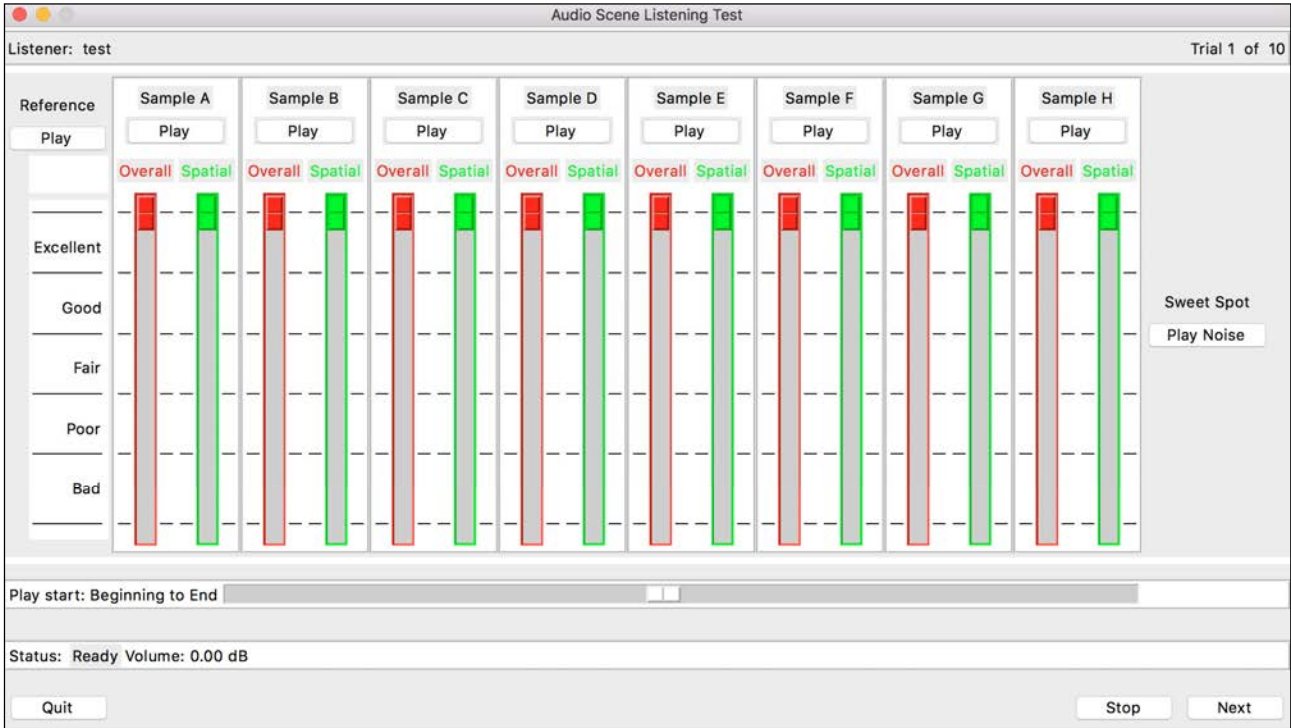 Audio Scene Listening Test
Listener: test
Trial 1 of 10
Reference
Play
Excellent
Good
Fair
Poor
Bad
Sample A
Play
Overall Spatial
Sample B
Play
Overall Spatial
Sample C
Play
Overall Spatial
Sample D
Play
Overall Spatial
Sample E
Play
Overall Spatial
Sample F
Play
Overall Spatial
Sample G
Play
Overall Spatial
Sample H
Play
Overall Spatial
Sweet Spot
Play Noise
Play start: Beginning to End
Status: Ready Volume: 0.00 dB
Quit
Stop
Next